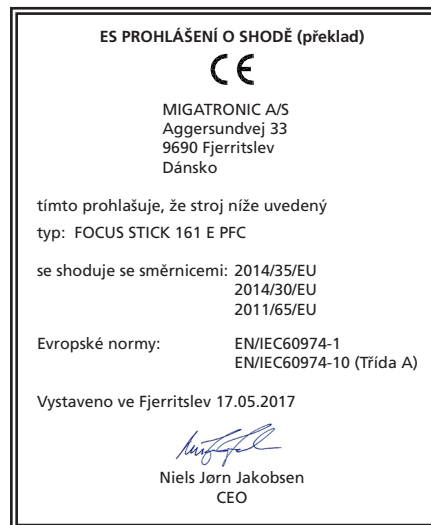 ES PROHLÁŠENÍ O SHODĚ (překlad)
CE
MIGATRONIC A/S
Aggersundvej 33
9690 Fjerritslev
Dánsko
tímto prohlašuje, že stroj níže uvedený
typ: FOCUS STICK 161 E PFC
se shoduje se směrnicemi: 2014/35/EU
2014/30/EU
2011/65/EU
Evropské normy: EN/IEC60974-1
EN/IEC60974-10 (Třída A)
Vystaveno ve Fjerritslev 17.05.2017
Niels Jørn Jakobsen
CEO